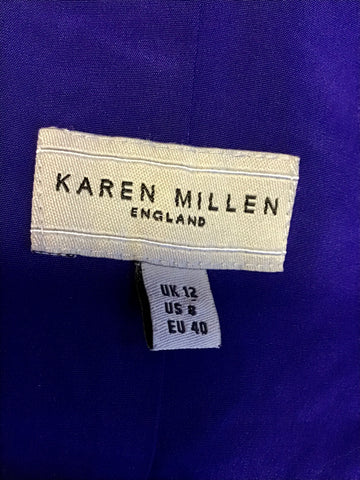 KAREN MILLEN
ENGLAND
UK 12
US 8
EU 40